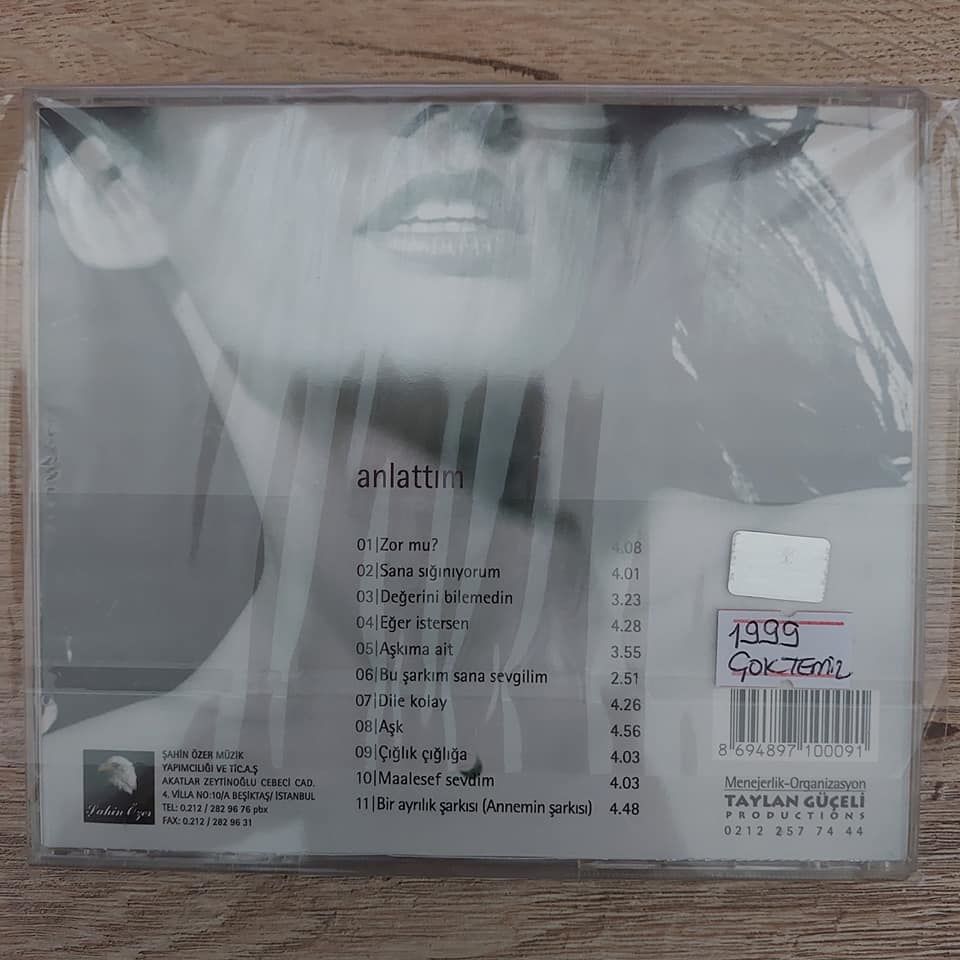 anlattım
01|Zor mu? 4.08
02|Sana sığınıyorum 4.01
03|Değerini bilemedin 3.23
04|Eğer istersen 4.28
05|Aşkıma ait 3.55
06|Bu şarkım sana sevgilim 2.51
07|Dile kolay 4.26
08|Aşk 4.56
09|Çığlık çığlığa 4.03
10|Maalesef sevdim 4.03
11|Bir ayrılık şarkısı (Annemin şarkısı) 4.48
1999
GÖKTEMİZ
8 694897 100091
Menejerlik-Organizasyon
TAYLAN GÜÇELİ
PRODUCTIONS
0212 257 74 44
Şahin Özer
ŞAHİN ÖZER MÜZİK
YAPIMCILIĞI VE TİC.A.Ş
AKATLAR ZEYTİNOĞLU CEBECİ CAD.
4. VİLLA NO:10/A BEŞİKTAŞ/ İSTANBUL
TEL: 0.212 / 282 96 76 pbx
FAX: 0.212 / 282 96 31